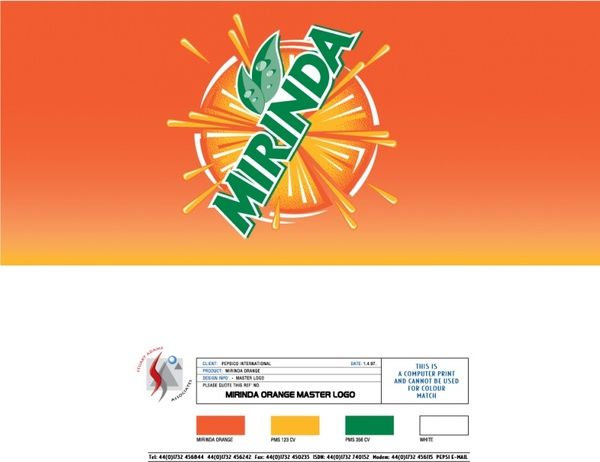 MIRINDA
STUART ADAMS
ASSOCIATES
CLIENT: PEPSICO INTERNATIONAL DATE: 1.4.97.
PRODUCT: MIRINDA ORANGE
DESIGN INFO: - MASTER LOGO
PLEASE QUOTE THIS REF NO.
MIRINDA ORANGE MASTER LOGO
THIS IS
A COMPUTER PRINT
AND CANNOT BE USED
FOR COLOUR
MATCH
MIRINDA ORANGE PMS 123 CV PMS 356 CV WHITE
Tel: 44(0)1732 456844 44(0)1732 456242 Fax: 44(0)1732 450235 ISDN: 44(0)1732 740152 Modem: 44(0)1732 456115 PEPSI E-MAIL